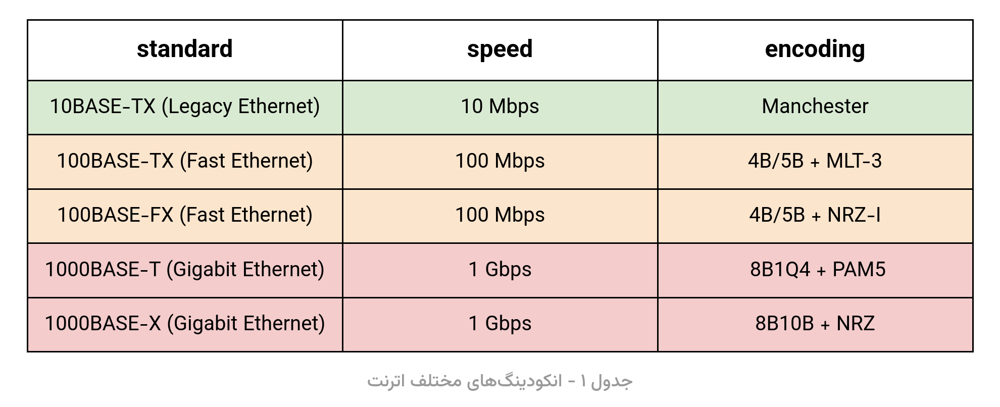 standard speed encoding
10BASE-TX (Legacy Ethernet) 10 Mbps Manchester
100BASE-TX (Fast Ethernet) 100 Mbps 4B/5B + MLT-3
100BASE-FX (Fast Ethernet) 100 Mbps 4B/5B + NRZ-I
1000BASE-T (Gigabit Ethernet) 1 Gbps 8B1Q4 + PAM5
1000BASE-X (Gigabit Ethernet) 1 Gbps 8B10B + NRZ
جدول ۱ - انکودینگ‌های مختلف اترنت